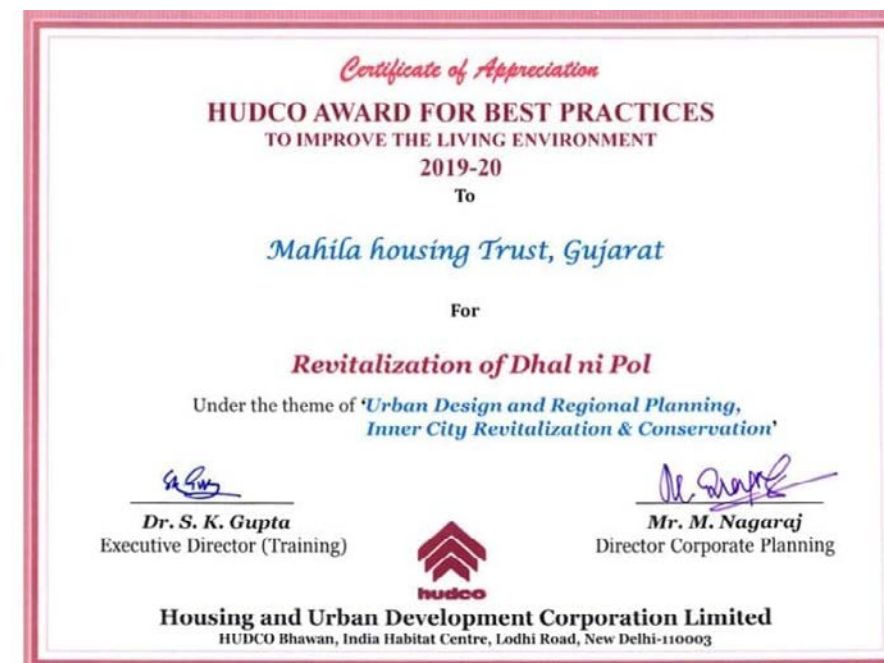 Certificate of Appreciation
HUDCO AWARD FOR BEST PRACTICES
TO IMPROVE THE LIVING ENVIRONMENT
2019-20
To
Mahila housing Trust, Gujarat
For
Revitalization of Dhal ni Pol
Under the theme of ‘Urban Design and Regional Planning,
Inner City Revitalization & Conservation’
Dr. S. K. Gupta
Executive Director (Training)
Mr. M. Nagaraj
Director Corporate Planning
hudco
Housing and Urban Development Corporation Limited
HUDCO Bhawan, India Habitat Centre, Lodhi Road, New Delhi-110003